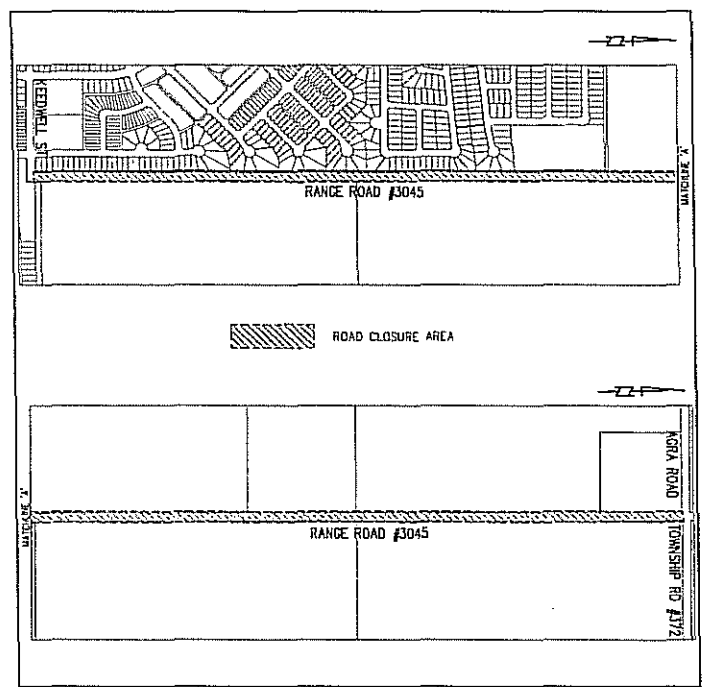 KEEDWELL ST
RANGE ROAD #3045
MATCHLINE 'A'
ROAD CLOSURE AREA
AGRA ROAD
MATCHLINE 'A'
RANGE ROAD #3045
TOWNSHIP RD #372